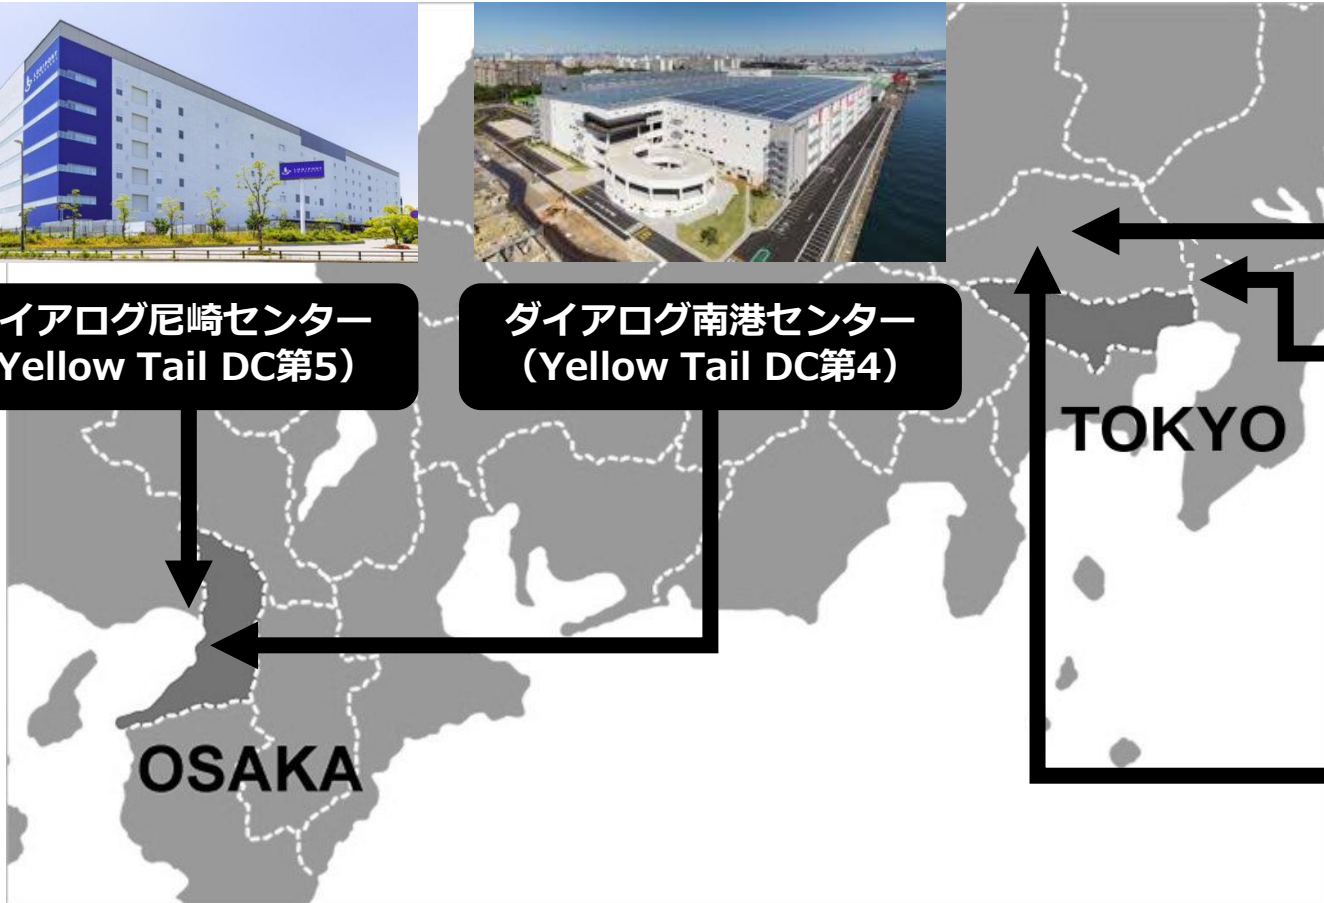 イアログ尼崎センター
Yellow Tail DC第5）
ダイアログ南港センター
（Yellow Tail DC第4）
TOKYO
OSAKA